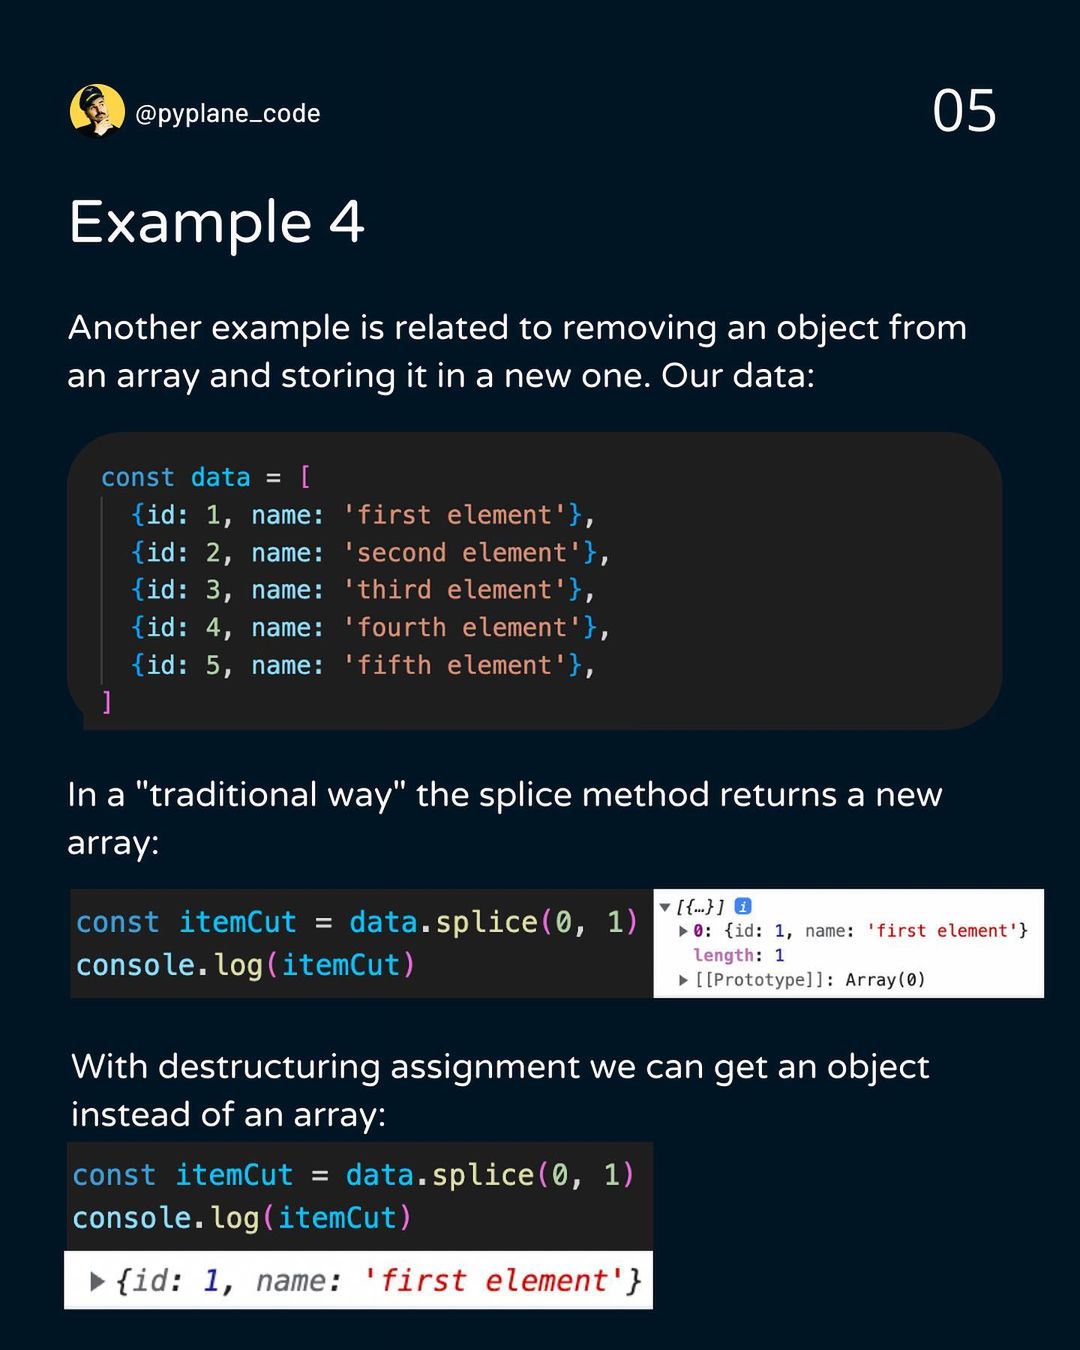 @pyplane_code
05
Example 4
Another example is related to removing an object from
an array and storing it in a new one. Our data:
const data = [
{id: 1, name: 'first element'},
{id: 2, name: 'second element'},
{id: 3, name: 'third element'},
{id: 4, name: 'fourth element'},
{id: 5, name: 'fifth element'},
]
In a "traditional way" the splice method returns a new
array:
const itemCut = data.splice(0, 1)
console.log(itemCut)
▼[{…}] i
▶0: {id: 1, name: 'first element'}
length: 1
▶[[Prototype]]: Array(0)
With destructuring assignment we can get an object
instead of an array:
const itemCut = data.splice(0, 1)
console.log(itemCut)
▶{id: 1, name: 'first element'}